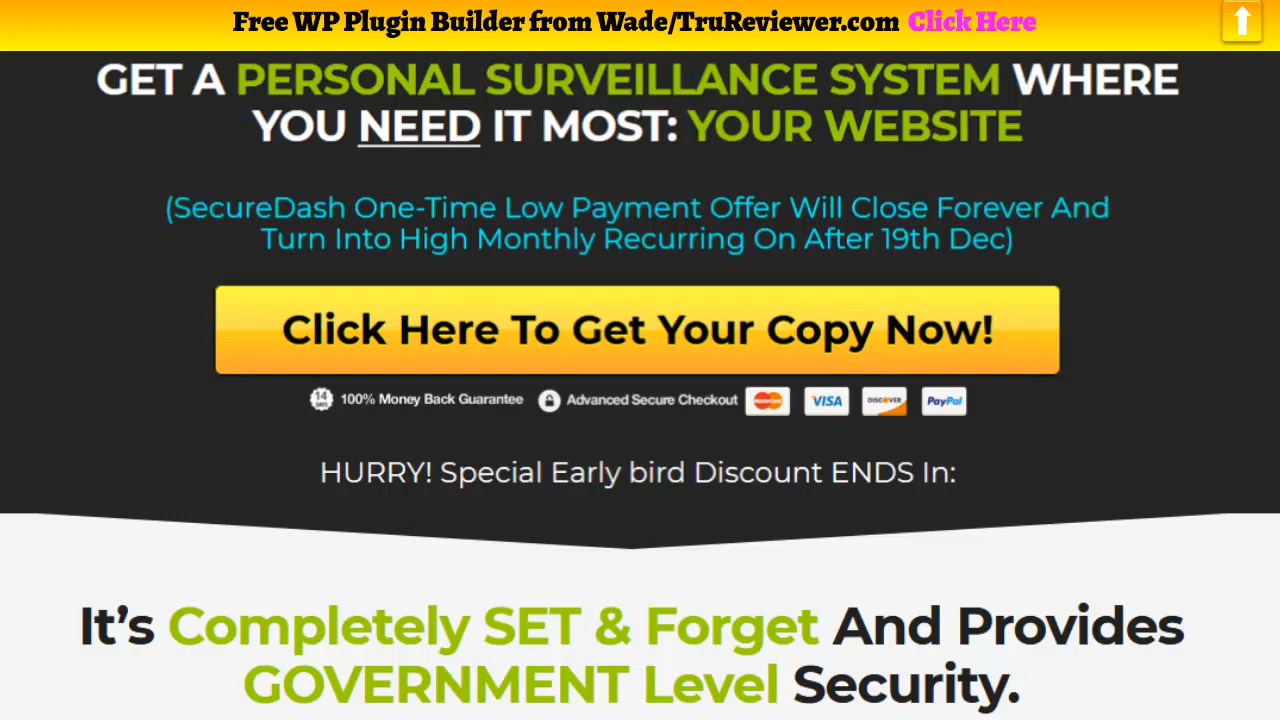 Free WP Plugin Builder from Wade/TruReviewer.com Click Here
GET A PERSONAL SURVEILLANCE SYSTEM WHERE
YOU NEED IT MOST: YOUR WEBSITE
(SecureDash One-Time Low Payment Offer Will Close Forever And
Turn Into High Monthly Recurring On After 19th Dec)
Click Here To Get Your Copy Now!
14 100% Money Back Guarantee Advanced Secure Checkout MasterCard VISA DISCOVER PayPal
HURRY! Special Early bird Discount ENDS In:
It's Completely SET & Forget And Provides
GOVERNMENT Level Security.